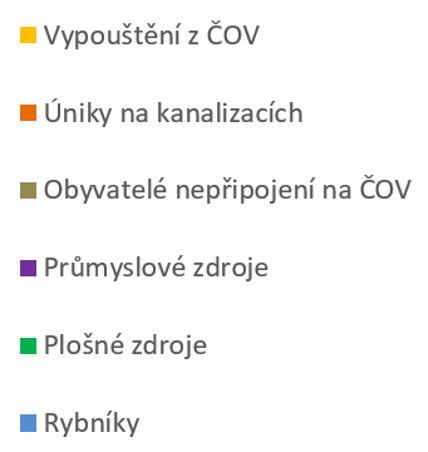 Vypouštění z ČOV
Úniky na kanalizacích
Obyvatelé nepřipojení na ČOV
Průmyslové zdroje
Plošné zdroje
Rybníky